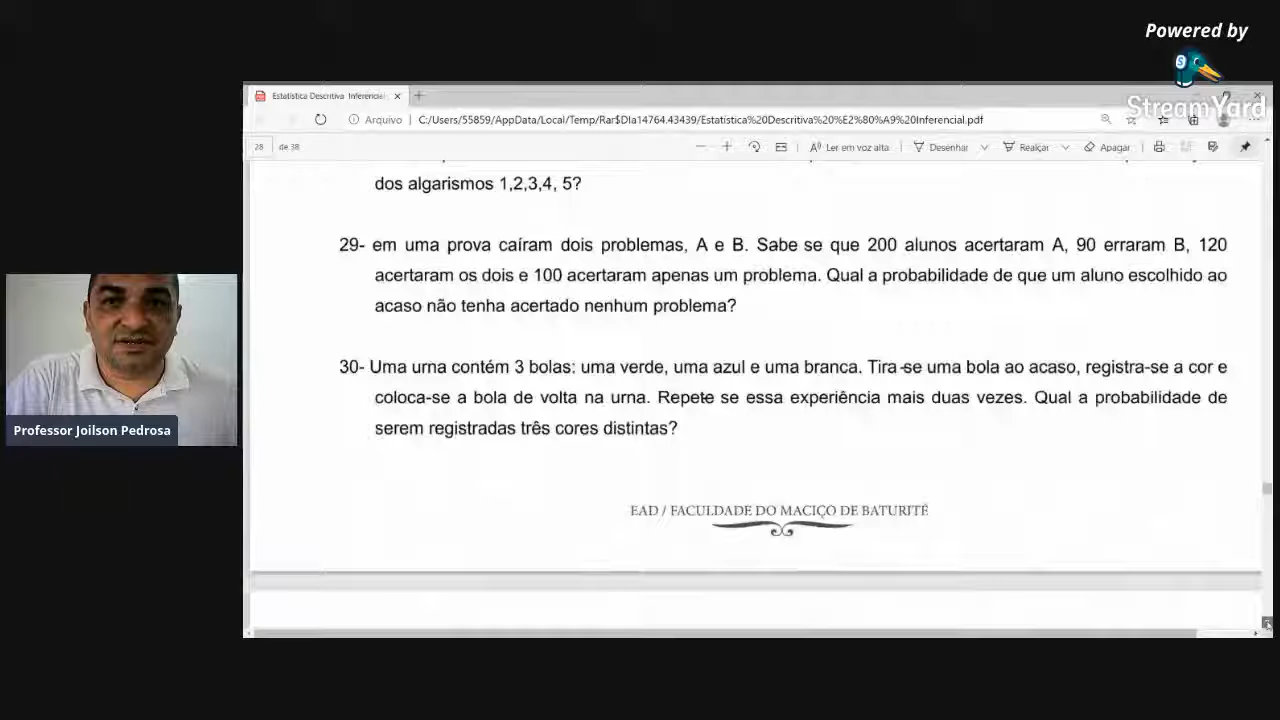 Powered by
StreamYard
Estatística Descritiva Inferencial
Arquivo C:/Users/55859/AppData/Local/Temp/Rar$DIa14764.43439/Estatistica%20Descritiva%20%E2%80%A9%20Inferencial.pdf
28 de 38 Ler em voz alta Desenhar Realçar Apagar
dos algarismos 1,2,3,4, 5?
29- em uma prova caíram dois problemas, A e B. Sabe se que 200 alunos acertaram A, 90 erraram B, 120
acertaram os dois e 100 acertaram apenas um problema. Qual a probabilidade de que um aluno escolhido ao
acaso não tenha acertado nenhum problema?
30- Uma urna contém 3 bolas: uma verde, uma azul e uma branca. Tira-se uma bola ao acaso, registra-se a cor e
coloca-se a bola de volta na urna. Repete se essa experiência mais duas vezes. Qual a probabilidade de
serem registradas três cores distintas?
EAD / FACULDADE DO MACIÇO DE BATURITÉ
Professor Joilson Pedrosa